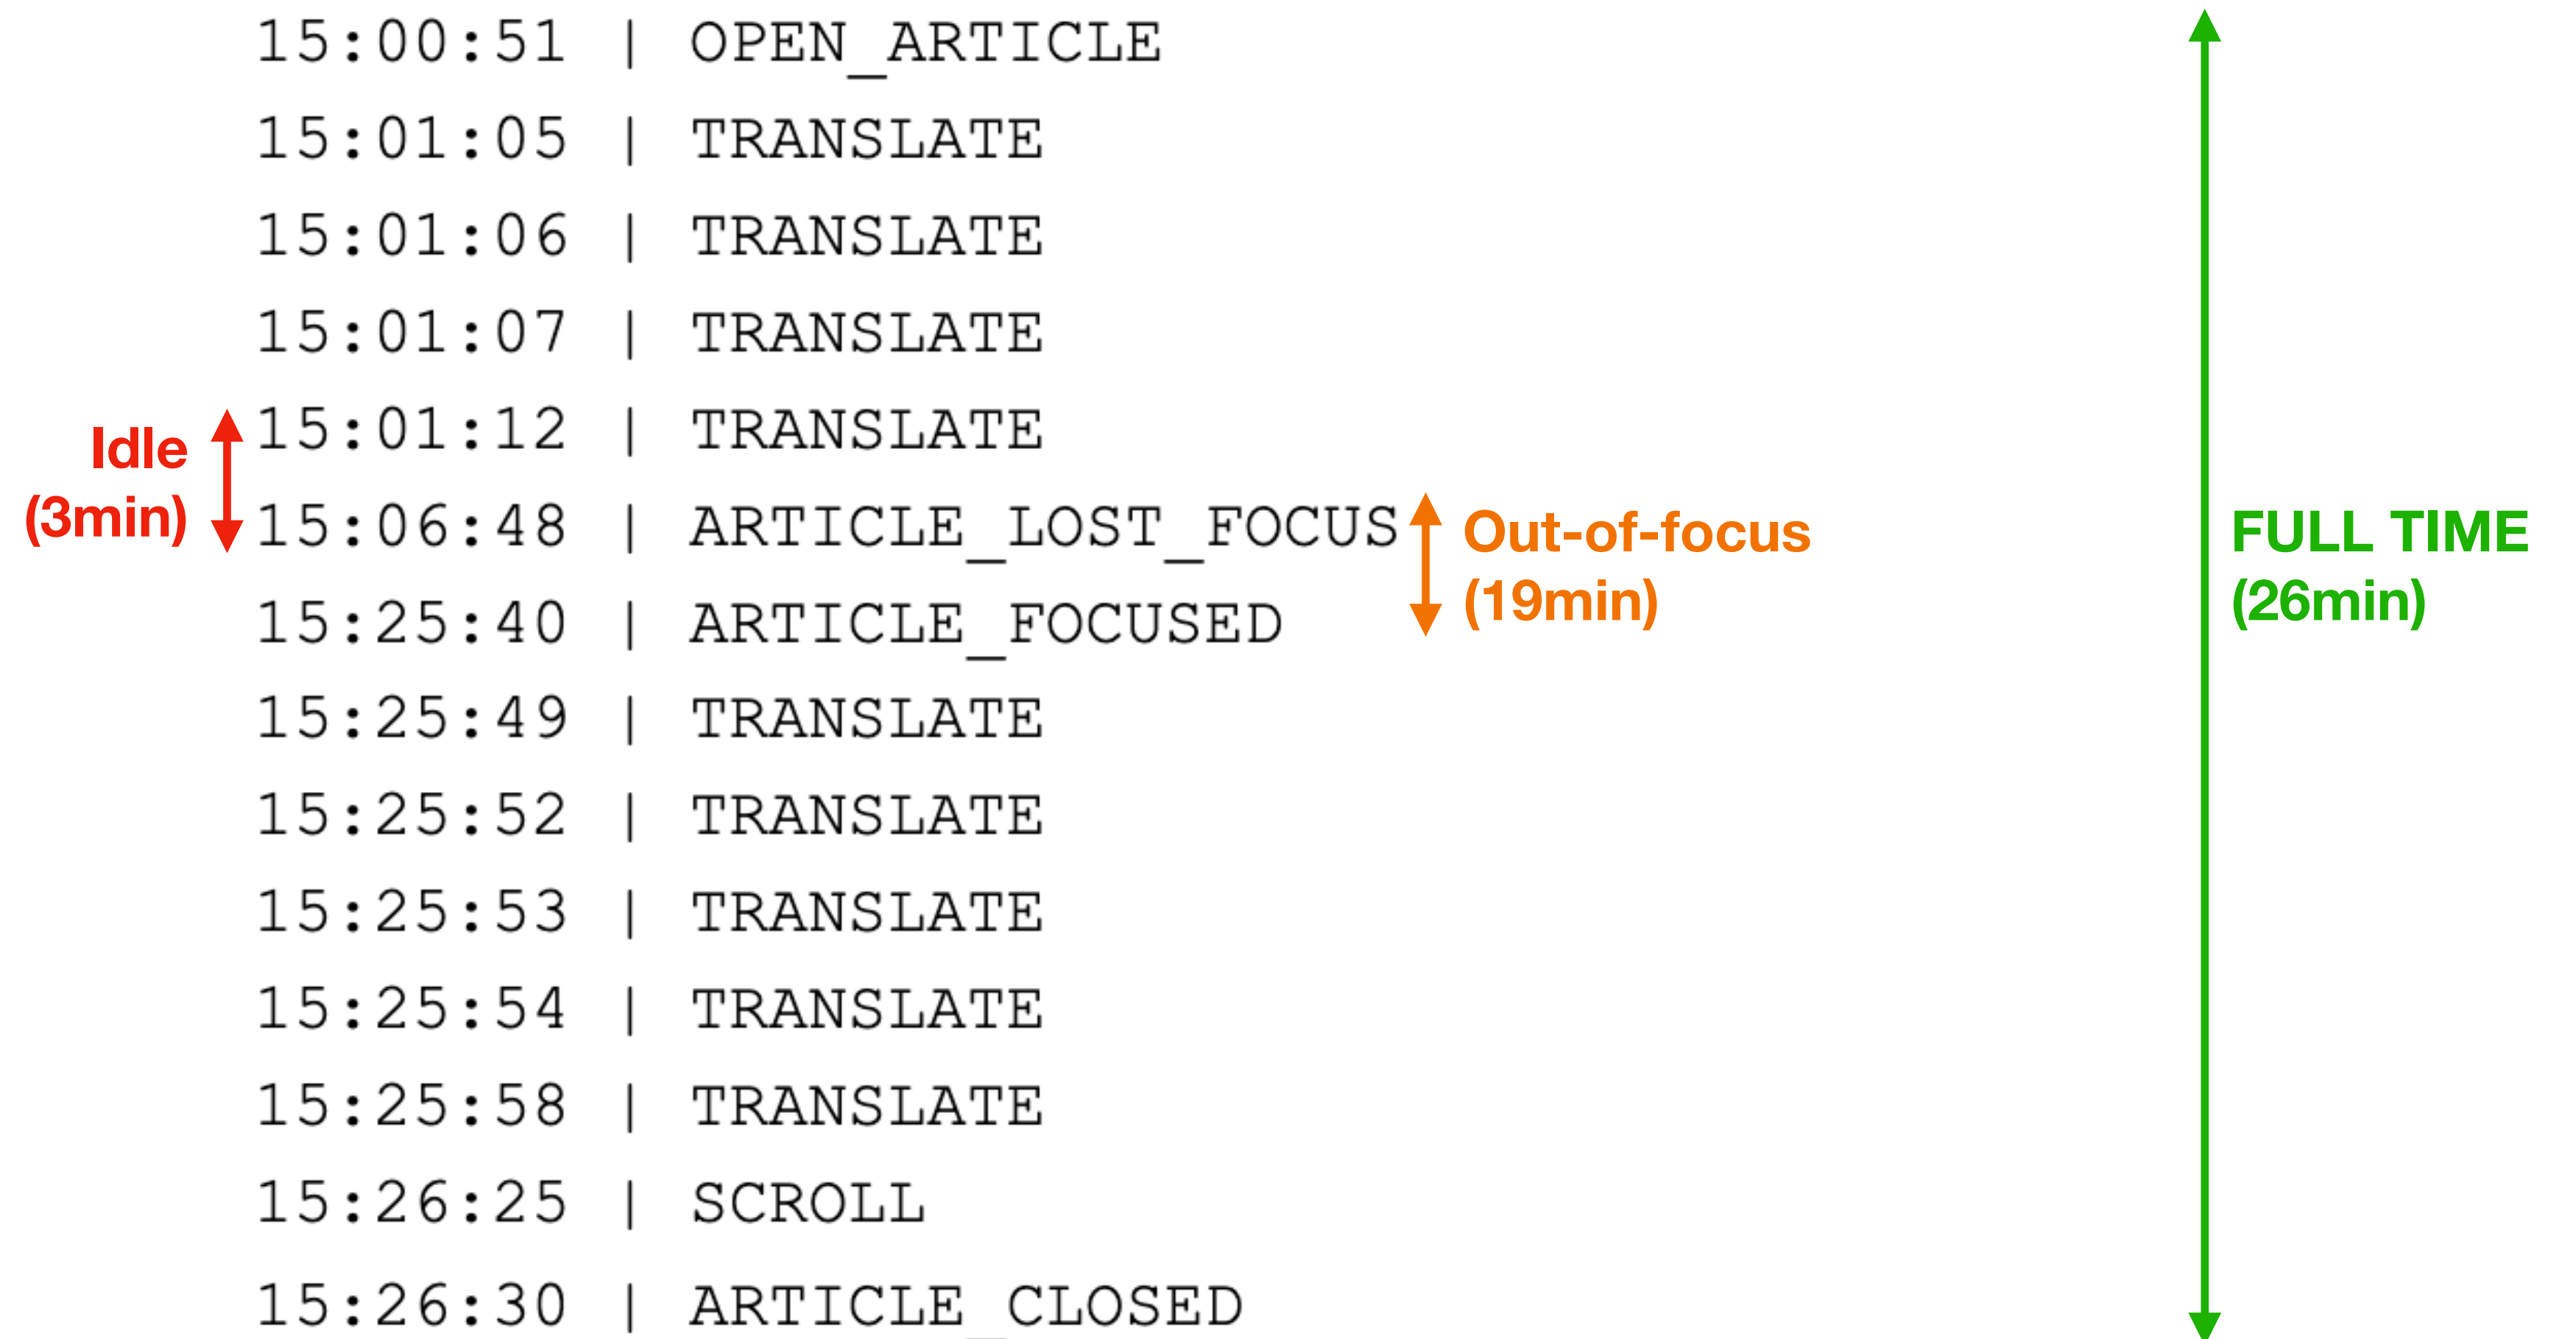 15:00:51 | OPEN_ARTICLE
15:01:05 | TRANSLATE
15:01:06 | TRANSLATE
15:01:07 | TRANSLATE
15:01:12 | TRANSLATE
15:06:48 | ARTICLE_LOST_FOCUS
15:25:40 | ARTICLE_FOCUSED
15:25:49 | TRANSLATE
15:25:52 | TRANSLATE
15:25:53 | TRANSLATE
15:25:54 | TRANSLATE
15:25:58 | TRANSLATE
15:26:25 | SCROLL
15:26:30 | ARTICLE_CLOSED
Idle
(3min)
Out-of-focus
(19min)
FULL TIME
(26min)